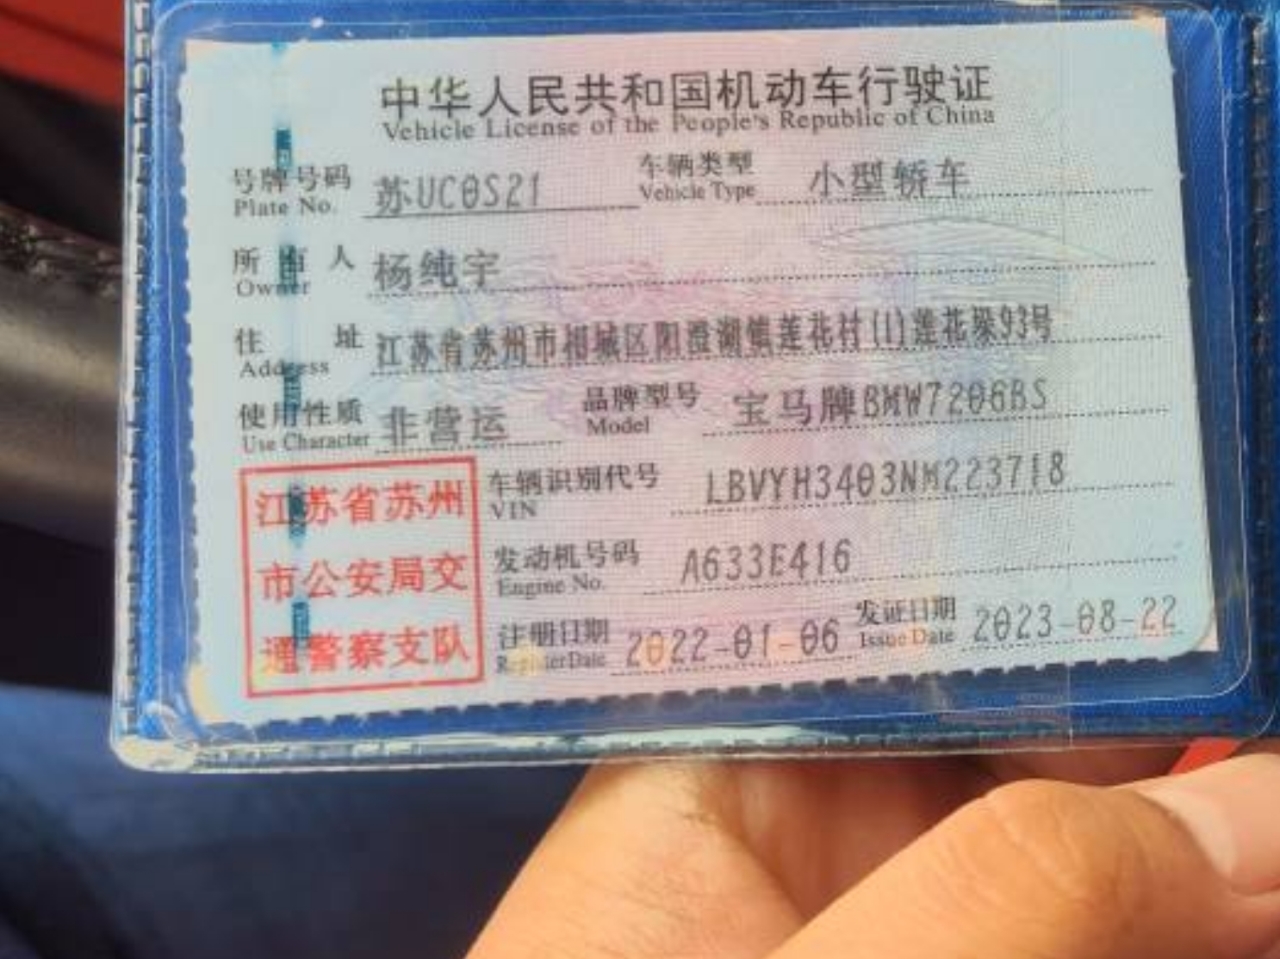 中华人民共和国机动车行驶证
Vehicle License of the People's Republic of China
号牌号码 苏UC0S21 车辆类型 小型轿车
Plate No. Vehicle Type
所有人 杨纯宇
Owner
住址 江苏省苏州市相城区阳澄湖镇莲花村(1)莲花垛93号
Address
使用性质 非营运 品牌型号 宝马牌BMW7206BS
Use Character Model
江苏省苏州
市公安局交
通警察支队
车辆识别代号 LBVYH3403NM223718
VIN
发动机号码 A633E416
Engine No.
注册日期 2022-01-06 发证日期 2023-08-22
Register Date Issue Date